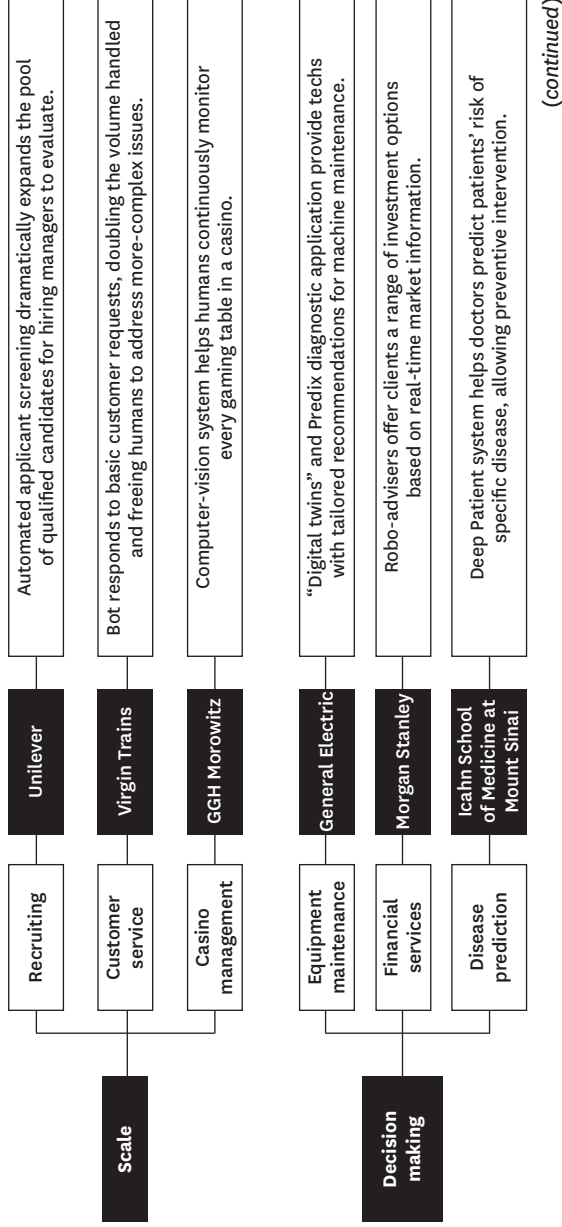 Scale
Recruiting
Unilever
Automated applicant screening dramatically expands the pool
of qualified candidates for hiring managers to evaluate.
Customer
service
Virgin Trains
Bot responds to basic customer requests, doubling the volume handled
and freeing humans to address more-complex issues.
Casino
management
GGH Morowitz
Computer-vision system helps humans continuously monitor
every gaming table in a casino.
Decision
making
Equipment
maintenance
General Electric
“Digital twins” and Predix diagnostic application provide techs
with tailored recommendations for machine maintenance.
Financial
services
Morgan Stanley
Robo-advisers offer clients a range of investment options
based on real-time market information.
Disease
prediction
Icahn School
of Medicine at
Mount Sinai
Deep Patient system helps doctors predict patients’ risk of
specific disease, allowing preventive intervention.
(continued)